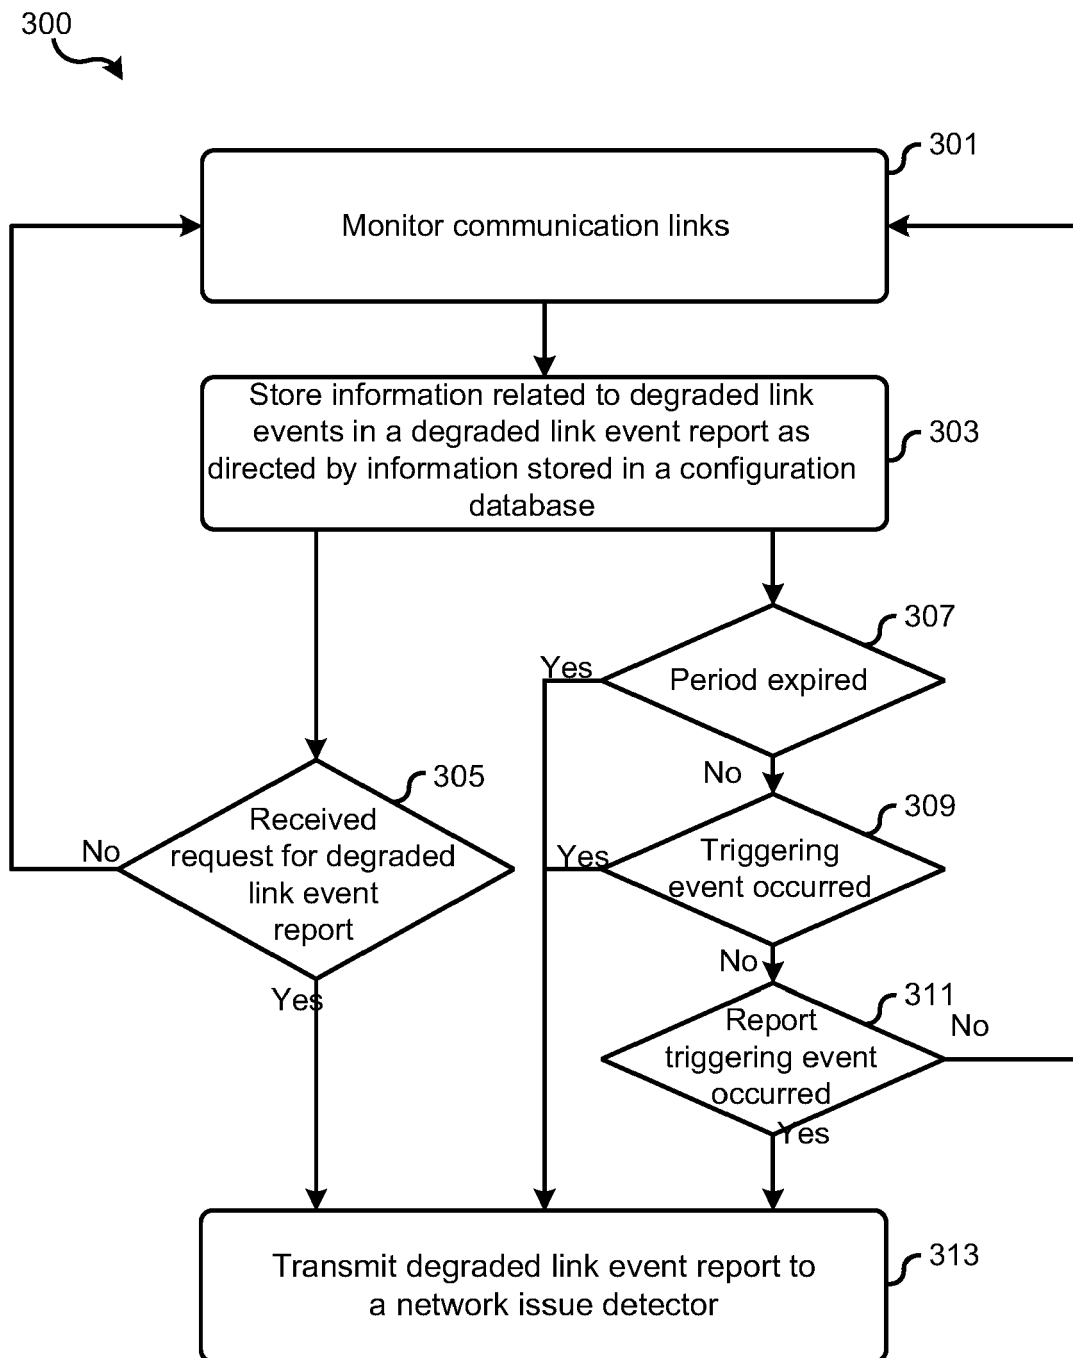 300
301
Monitor communication links
Store information related to degraded link
events in a degraded link event report as
directed by information stored in a configuration
database
303
307
Yes
Period expired
No
305
309
Received
request for degraded
link event
report
No
Yes
Triggering
event occurred
No
311
Report
triggering event
occurred
No
Yes
Yes
Transmit degraded link event report to
a network issue detector
313